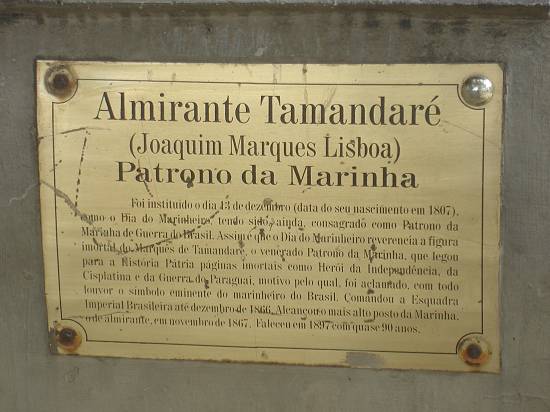 Almirante Tamandaré
(Joaquim Marques Lisboa)
Patrono da Marinha
Foi instituído o dia 13 de dezembro (data do seu nascimento em 1807),
como o Dia do Marinheiro, tendo sido, ainda, consagrado como Patrono da
Marinha de Guerra do Brasil. Assim é que o Dia do Marinheiro reverencia a figura
imortal do Marques de Tamandaré, o venerado Patrono da Marinha, que legou
para a História Pátria páginas imortais como Herói da Independência, da
Cisplatina e da Guerra do Paraguai, motivo pelo qual, foi aclamado, com todo
louvor o símbolo eminente do marinheiro do Brasil. Comandou a Esquadra
Imperial Brasileira até dezembro de 1866. Alcançou o mais alto posto da Marinha,
o de almirante, em novembro de 1867. Faleceu em 1897 com quase 90 anos.